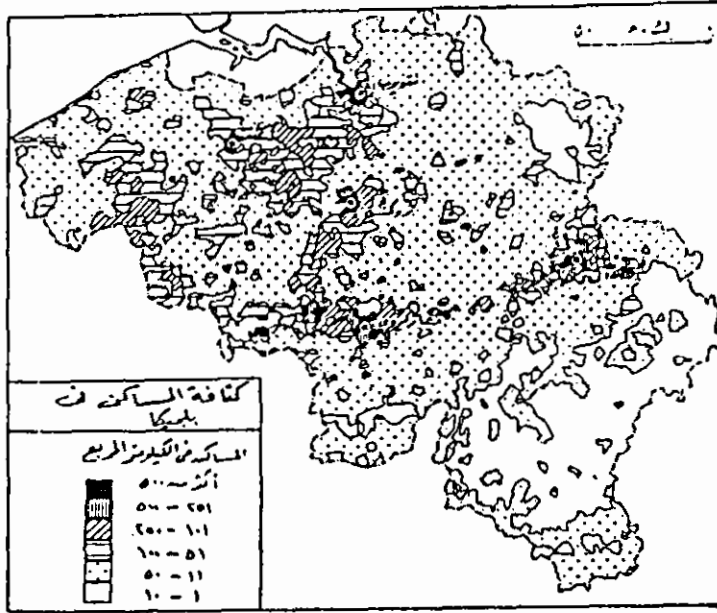 كثافة المساكن في
بلجيكا
المساكن في الكيلومتر المربع
أكثر من ٥٠٠
٢٥١ - ٥٠٠
١٠١ - ٢٥٠
٥١ - ١٠٠
١١ - ٥٠
١ - ١٠